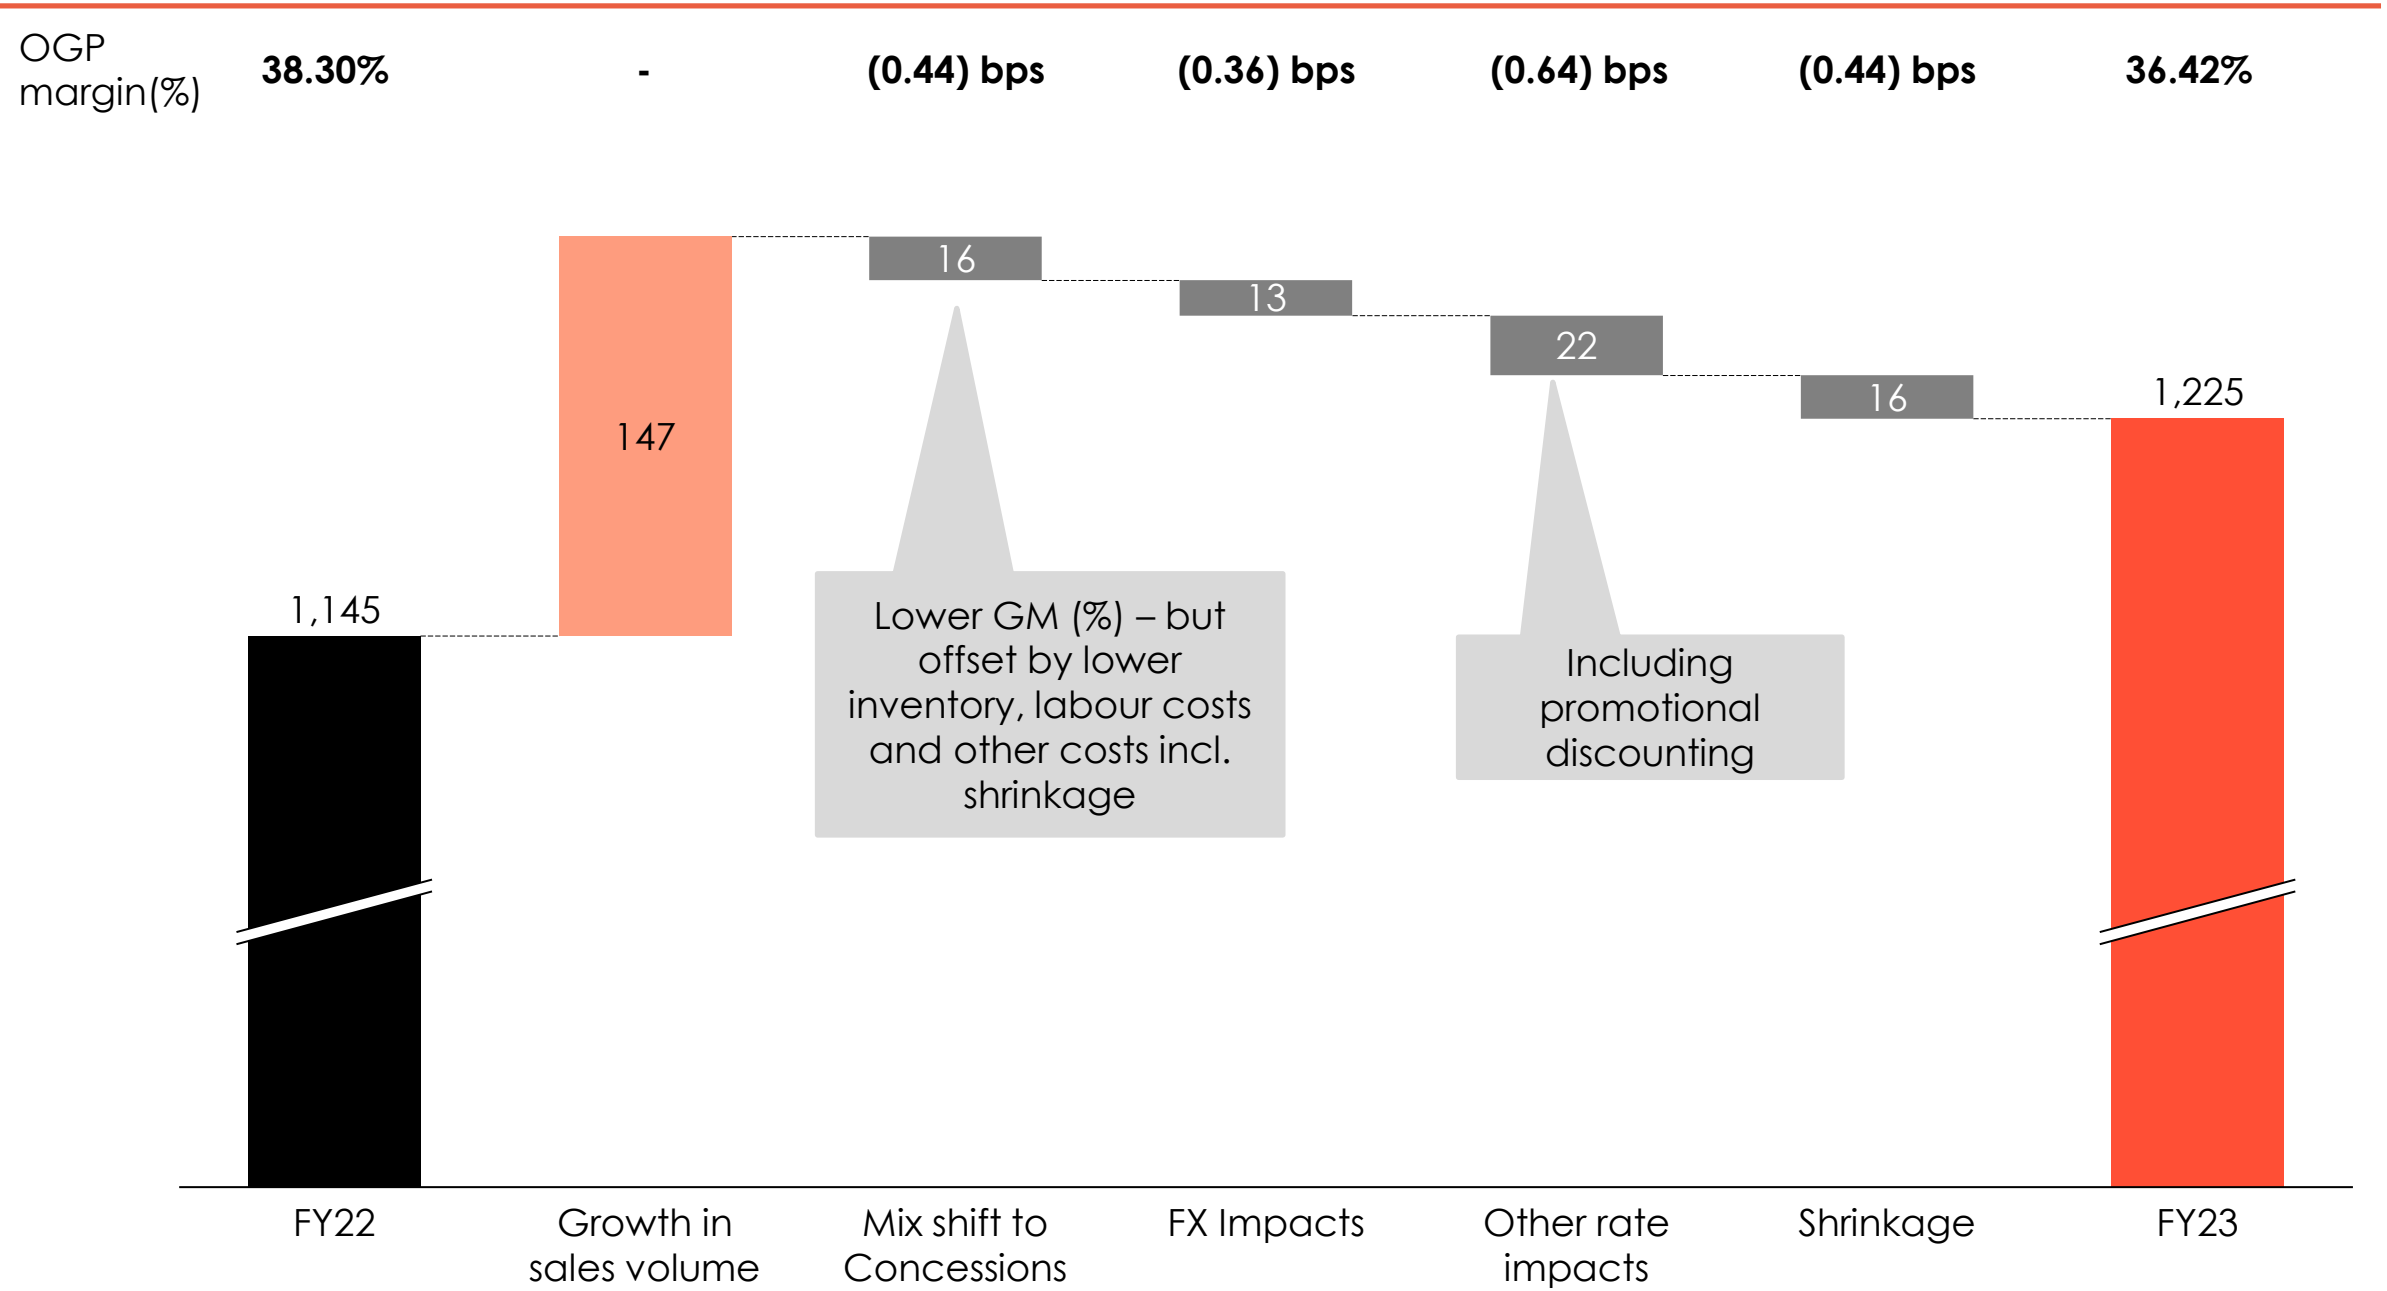 OGP
margin(%)
38.30%
-
(0.44) bps
(0.36) bps
(0.64) bps
(0.44) bps
36.42%
1,145
147
16
13
22
16
1,225
Lower GM (%) – but
offset by lower
inventory, labour costs
and other costs incl.
shrinkage
Including
promotional
discounting
FY22
Growth in
sales volume
Mix shift to
Concessions
FX Impacts
Other rate
impacts
Shrinkage
FY23